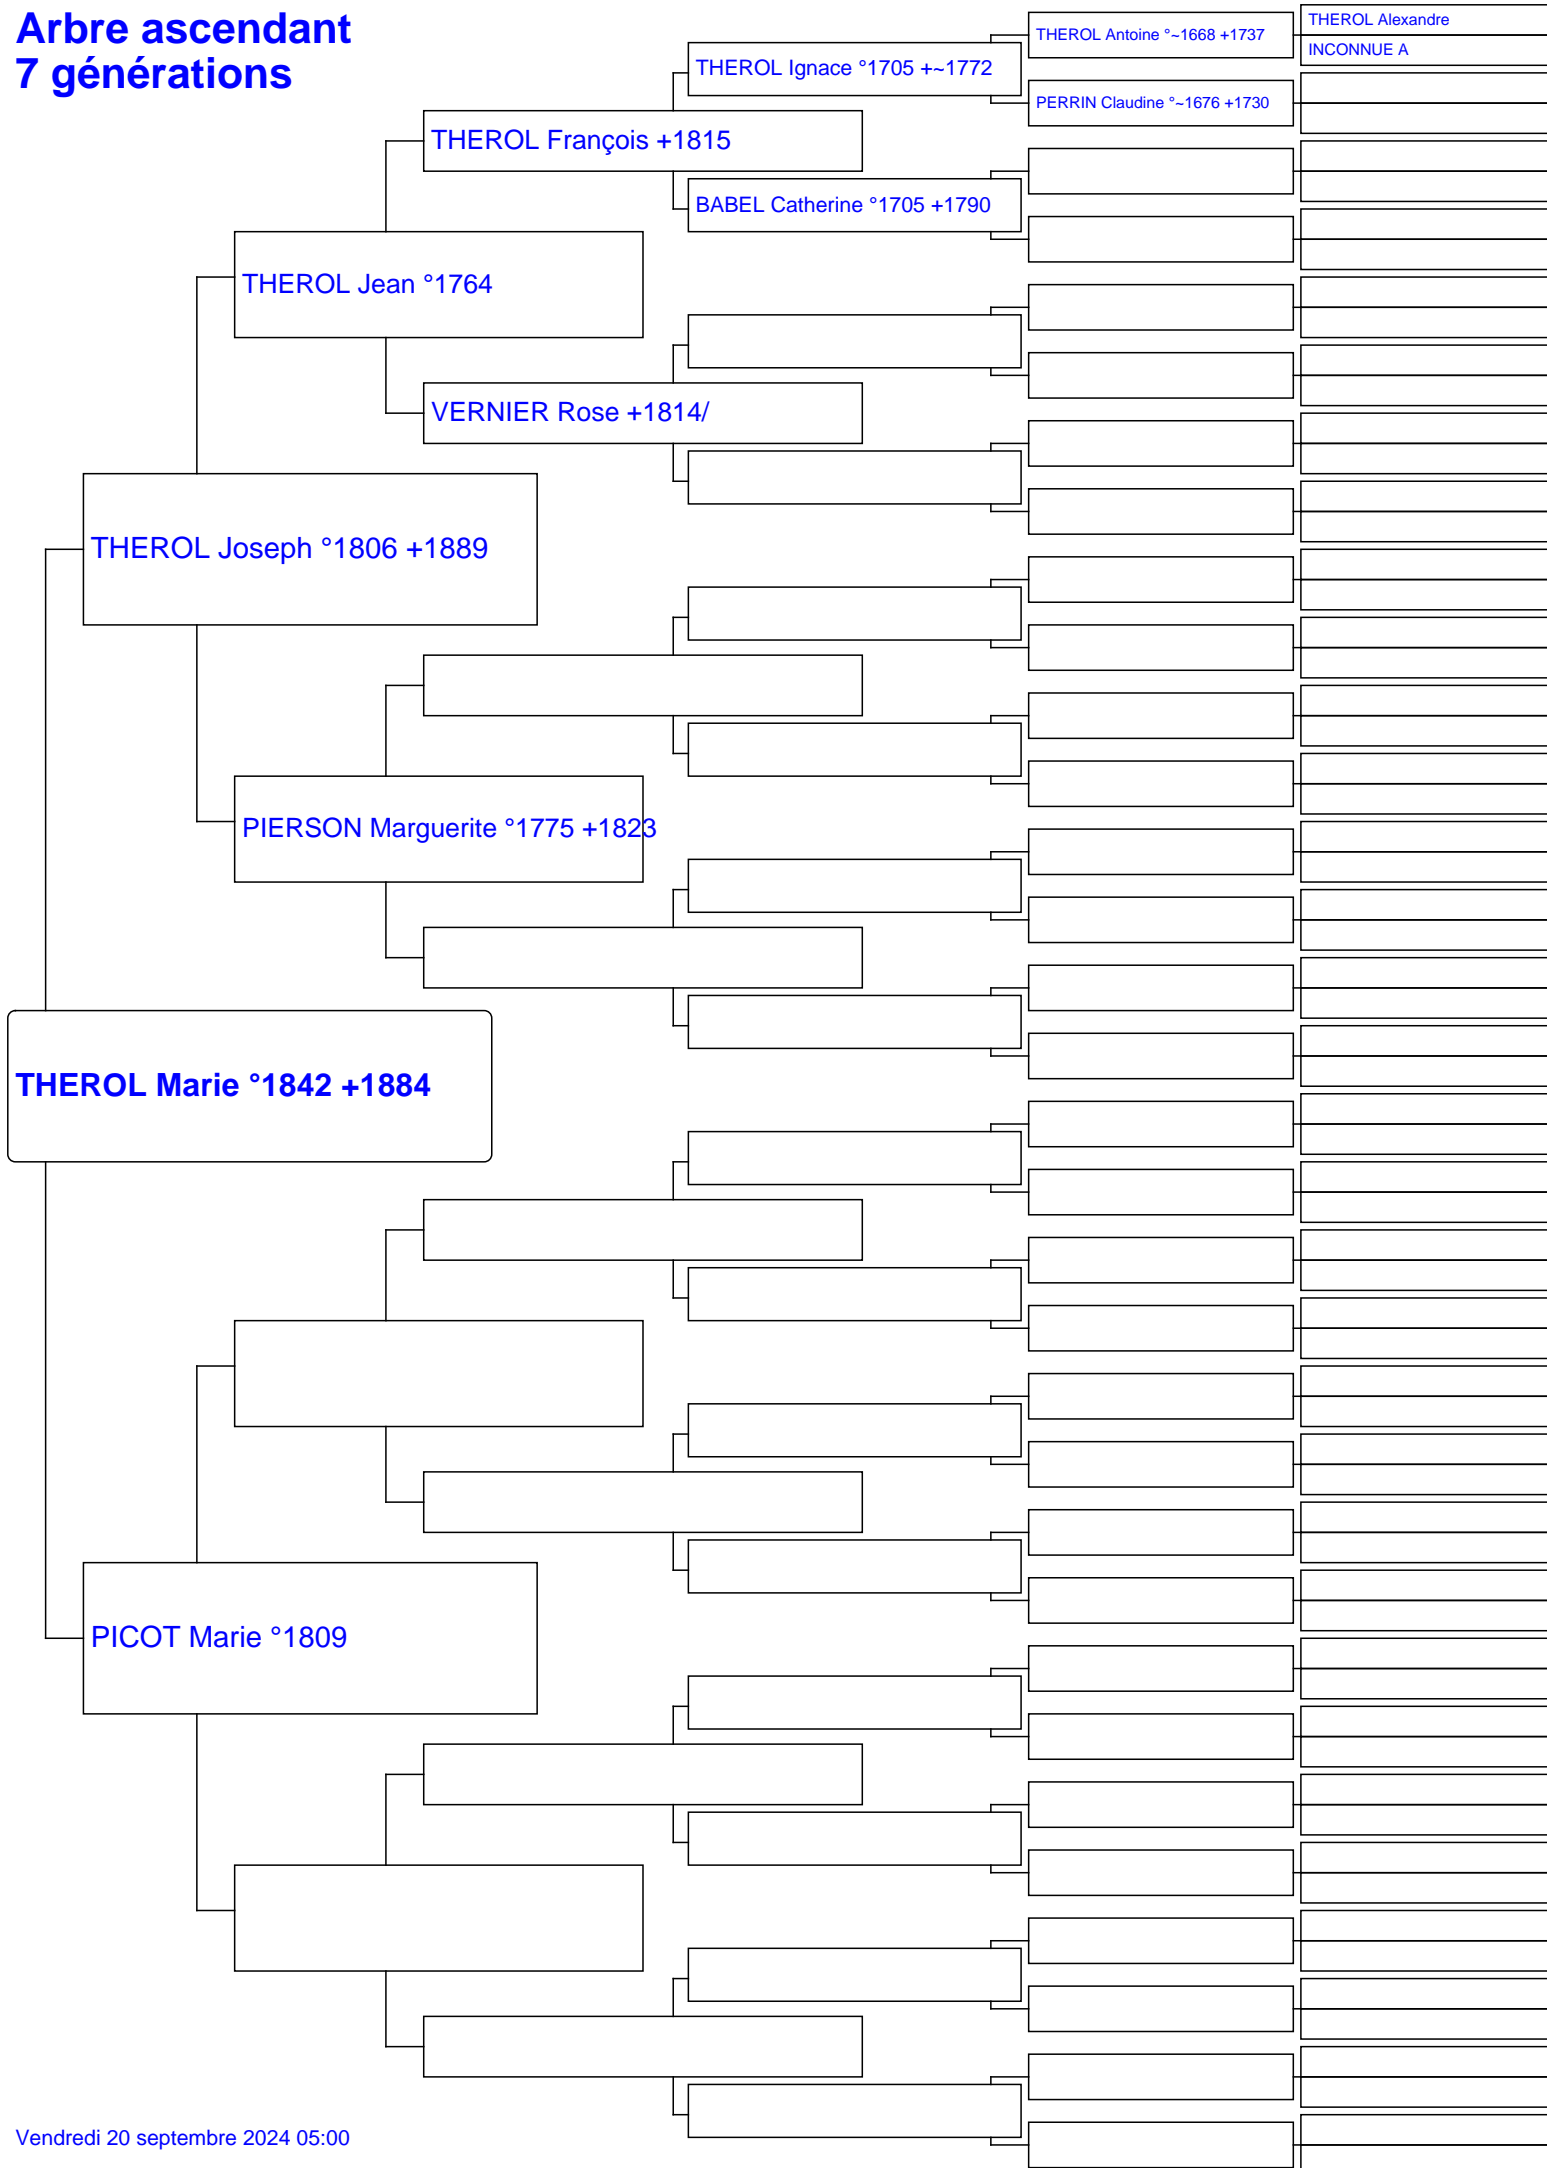 Arbre ascendant
7 générations
THEROL Antoine °~1668 +1737
THEROL Alexandre
INCONNUE A
THEROL Ignace °1705 +~1772
PERRIN Claudine °~1676 +1730
THEROL François +1815
BABEL Catherine °1705 +1790
THEROL Jean °1764
VERNIER Rose +1814/
THEROL Joseph °1806 +1889
PIERSON Marguerite °1775 +1823
THEROL Marie °1842 +1884
PICOT Marie °1809
Vendredi 20 septembre 2024 05:00